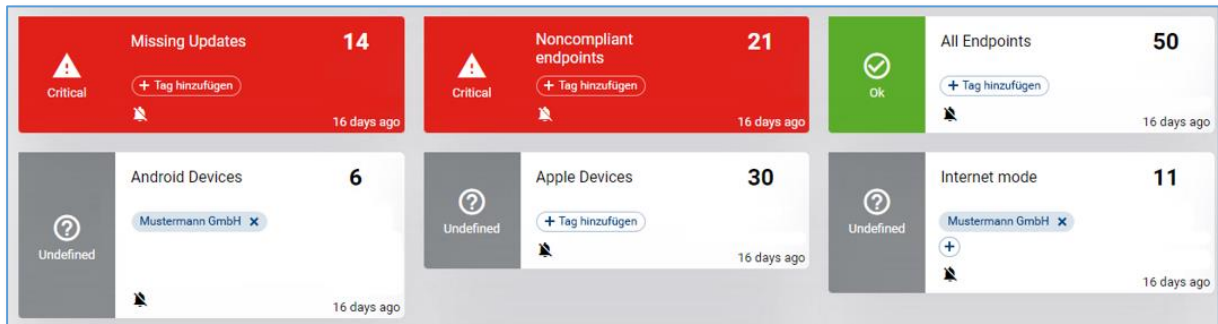 Missing Updates 14
Critical
+ Tag hinzufügen
16 days ago
Noncompliant
endpoints 21
Critical
+ Tag hinzufügen
16 days ago
All Endpoints 50
Ok
+ Tag hinzufügen
16 days ago
Android Devices 6
Mustermann GmbH ×
Undefined
16 days ago
Apple Devices 30
+ Tag hinzufügen
Undefined
16 days ago
Internet mode 11
Mustermann GmbH ×
Undefined
+
16 days ago